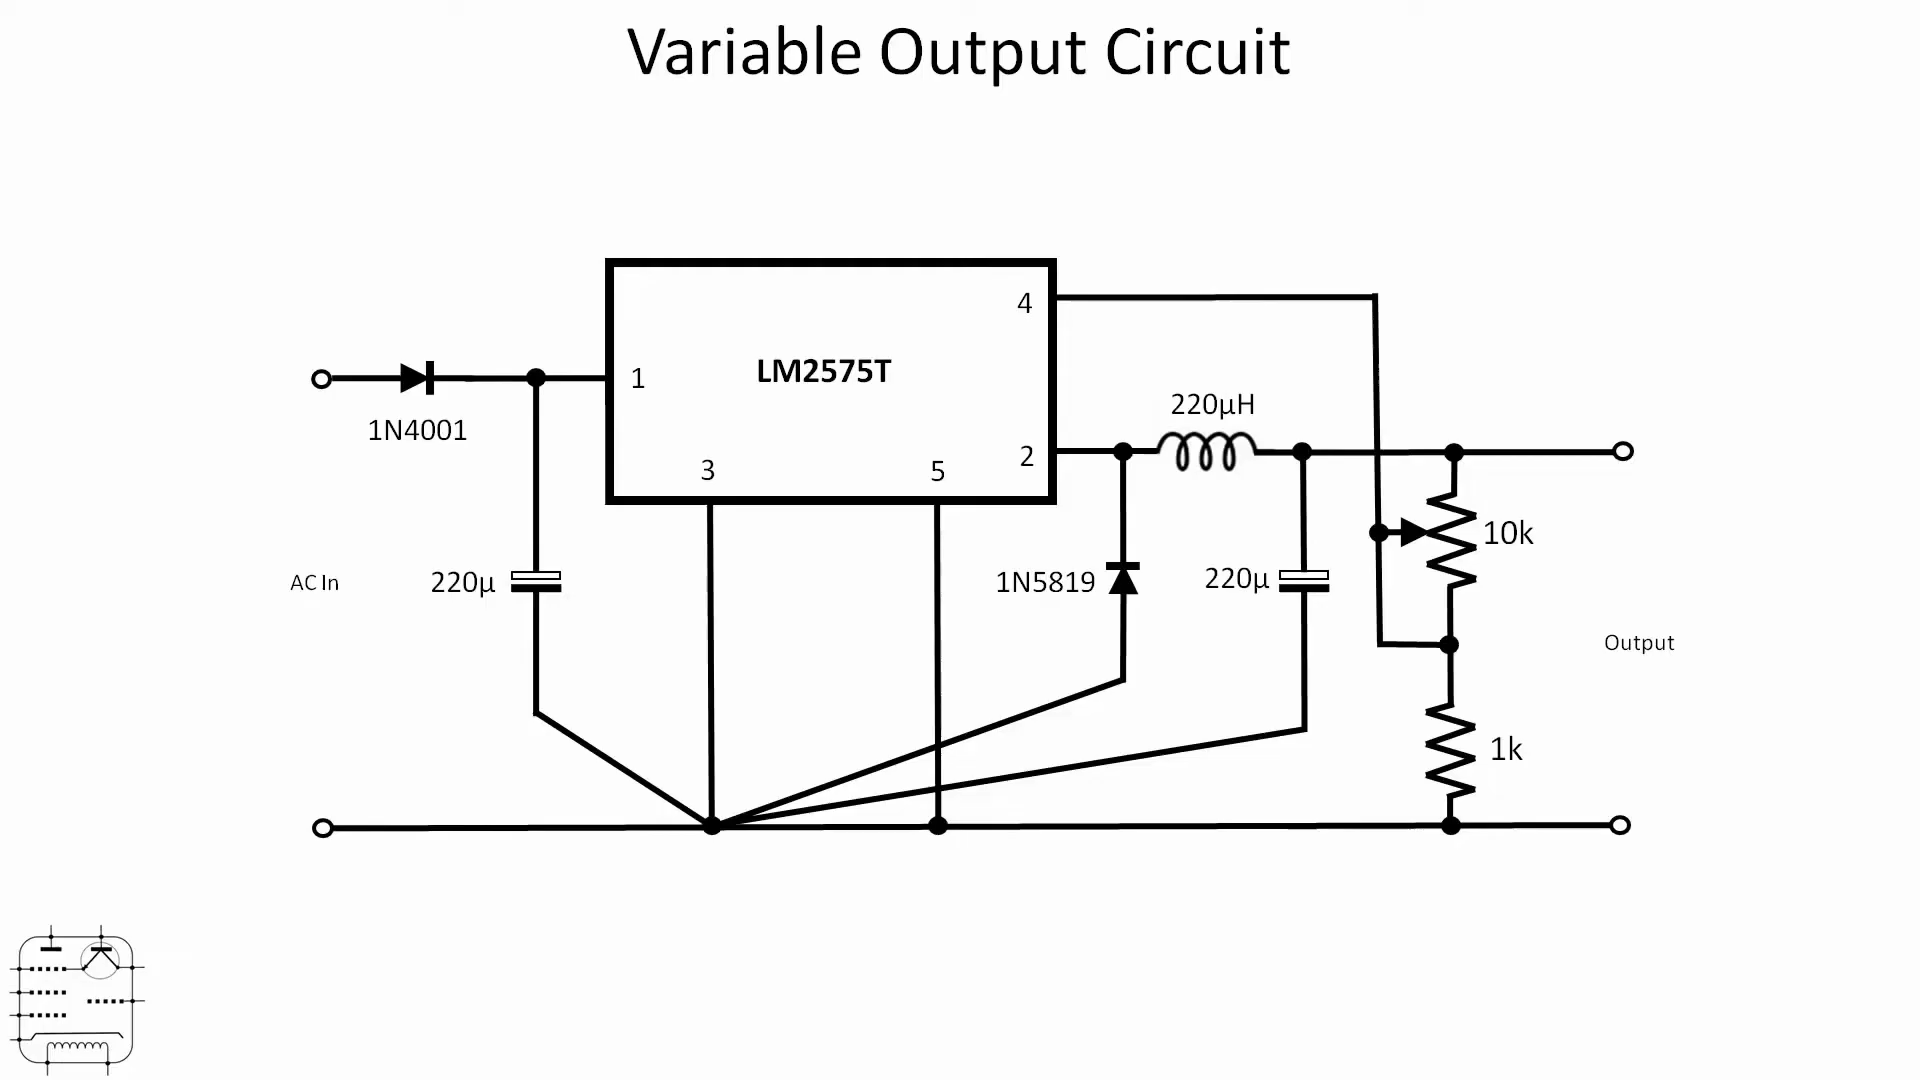 Variable Output Circuit
4
LM2575T
1
220µH
1N4001
2
3
5
10k
AC In
220µ
1N5819
220µ
Output
1k